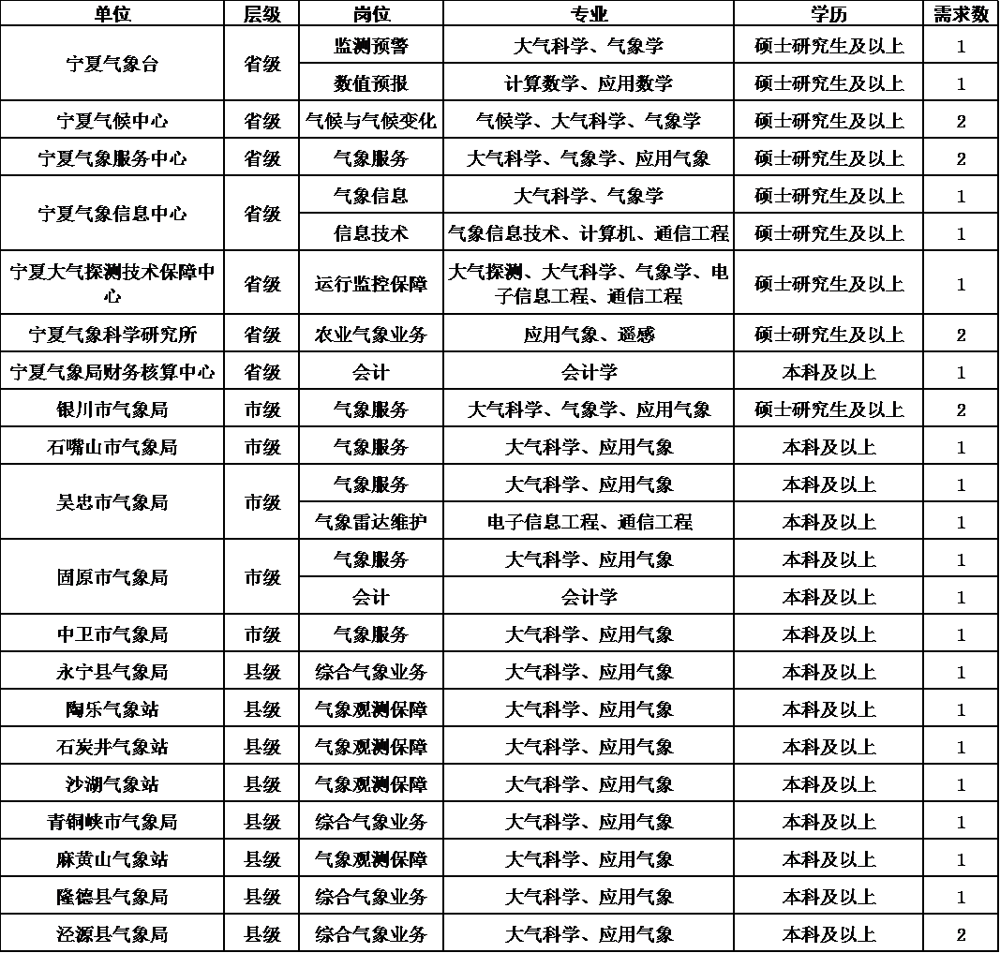 单位 层级 岗位 专业 学历 需求数
宁夏气象台 省级 监测预警 大气科学、气象学 硕士研究生及以上 1
数值预报 计算数学、应用数学 硕士研究生及以上 1
宁夏气候中心 省级 气候与气候变化 气候学、大气科学、气象学 硕士研究生及以上 2
宁夏气象服务中心 省级 气象服务 大气科学、气象学、应用气象 硕士研究生及以上 2
宁夏气象信息中心 省级 气象信息 大气科学、气象学 硕士研究生及以上 1
信息技术 气象信息技术、计算机、通信工程 硕士研究生及以上 1
宁夏大气探测技术保障中
心 省级 运行监控保障 大气探测、大气科学、气象学、电
子信息工程、通信工程 硕士研究生及以上 1
宁夏气象科学研究所 省级 农业气象业务 应用气象、遥感 硕士研究生及以上 2
宁夏气象局财务核算中心 省级 会计 会计学 本科及以上 1
银川市气象局 市级 气象服务 大气科学、气象学、应用气象 硕士研究生及以上 2
石嘴山市气象局 市级 气象服务 大气科学、应用气象 本科及以上 1
吴忠市气象局 市级 气象服务 大气科学、应用气象 本科及以上 1
气象雷达维护 电子信息工程、通信工程 本科及以上 1
固原市气象局 市级 气象服务 大气科学、应用气象 本科及以上 1
会计 会计学 本科及以上 1
中卫市气象局 市级 气象服务 大气科学、应用气象 本科及以上 1
永宁县气象局 县级 综合气象业务 大气科学、应用气象 本科及以上 1
陶乐气象站 县级 气象观测保障 大气科学、应用气象 本科及以上 1
石炭井气象站 县级 气象观测保障 大气科学、应用气象 本科及以上 1
沙湖气象站 县级 气象观测保障 大气科学、应用气象 本科及以上 1
青铜峡市气象局 县级 综合气象业务 大气科学、应用气象 本科及以上 1
麻黄山气象站 县级 气象观测保障 大气科学、应用气象 本科及以上 1
隆德县气象局 县级 综合气象业务 大气科学、应用气象 本科及以上 1
泾源县气象局 县级 综合气象业务 大气科学、应用气象 本科及以上 2